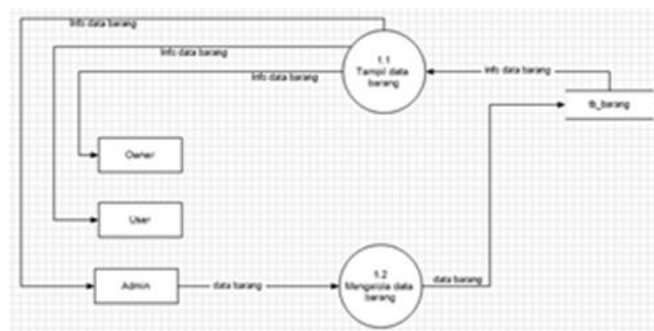 Info data barang
Info data barang
Info data barang
1.1
Tampil data
barang
Info data barang
tb_barang
Owner
User
Admin
data barang
1.2
Mengelola data
barang
data barang